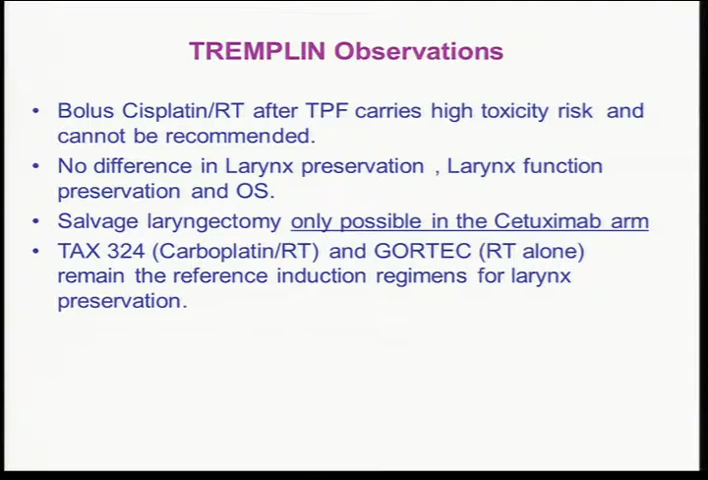 TREMPLIN Observations
• Bolus Cisplatin/RT after TPF carries high toxicity risk and
cannot be recommended.
• No difference in Larynx preservation , Larynx function
preservation and OS.
• Salvage laryngectomy only possible in the Cetuximab arm
• TAX 324 (Carboplatin/RT) and GORTEC (RT alone)
remain the reference induction regimens for larynx
preservation.